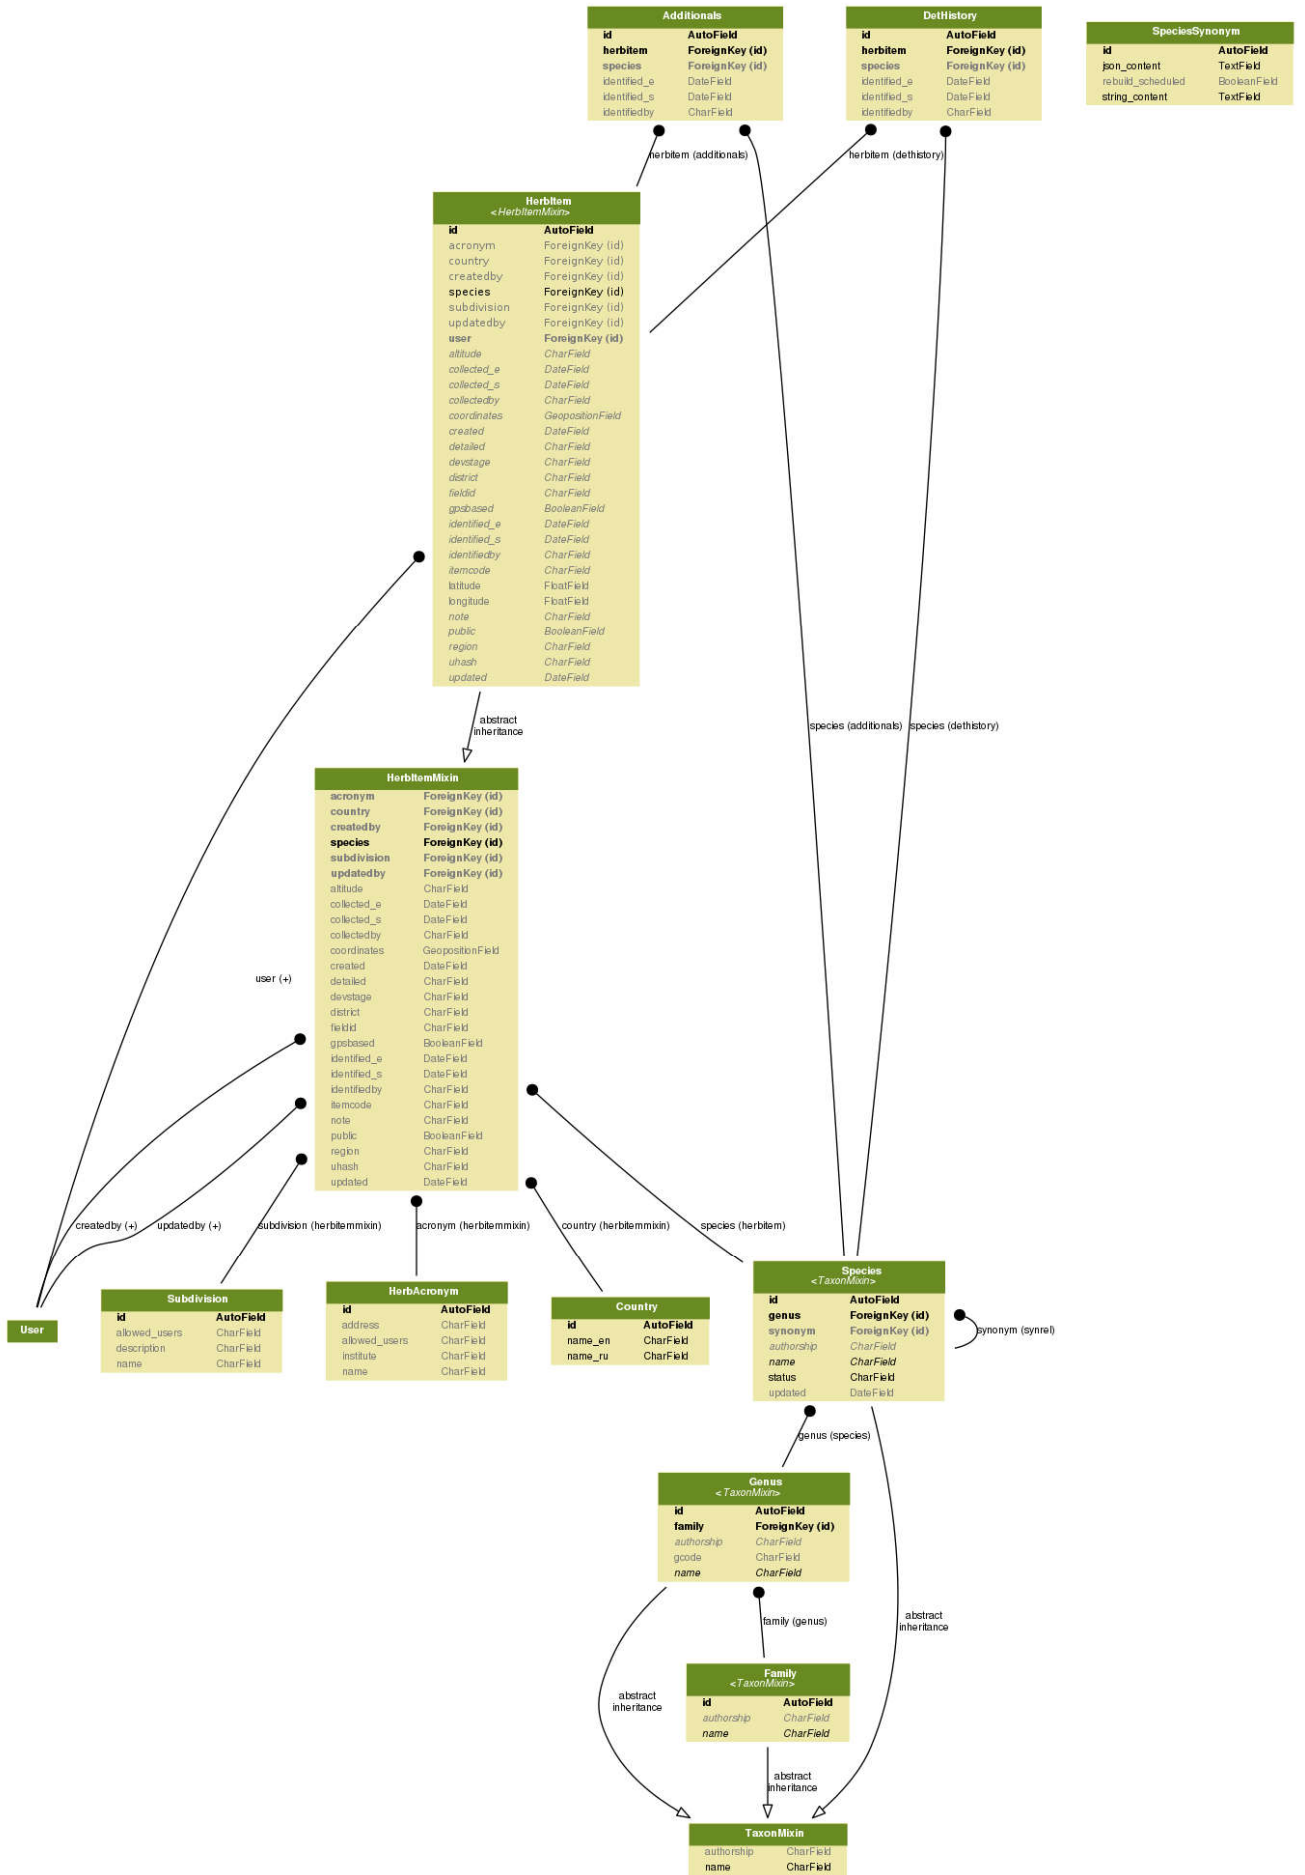 Additionals
id AutoField
herbitem ForeignKey (id)
species ForeignKey (id)
identified_e DateField
identified_s DateField
identifiedby CharField
DetHistory
id AutoField
herbitem ForeignKey (id)
species ForeignKey (id)
identified_e DateField
identified_s DateField
identifiedby CharField
SpeciesSynonym
id AutoField
json_content TextField
rebuild_scheduled BooleanField
string_content TextField
herbitem (additionals)
herbitem (dethistory)
HerbItem
<HerbItemMixin>
id AutoField
acronym ForeignKey (id)
country ForeignKey (id)
createdby ForeignKey (id)
species ForeignKey (id)
subdivision ForeignKey (id)
updatedby ForeignKey (id)
user ForeignKey (id)
altitude CharField
collected_e DateField
collected_s DateField
collectedby CharField
coordinates GeopositionField
created DateField
detailed CharField
devstage CharField
district CharField
fieldid CharField
gpsbased BooleanField
identified_e DateField
identified_s DateField
identifiedby CharField
itemcode CharField
latitude FloatField
longitude FloatField
note CharField
public BooleanField
region CharField
uhash CharField
updated DateField
abstract
inheritance
species (additionals)
species (dethistory)
HerbItemMixin
acronym ForeignKey (id)
country ForeignKey (id)
createdby ForeignKey (id)
species ForeignKey (id)
subdivision ForeignKey (id)
updatedby ForeignKey (id)
altitude CharField
collected_e DateField
collected_s DateField
collectedby CharField
coordinates GeopositionField
created DateField
detailed CharField
devstage CharField
district CharField
fieldid CharField
gpsbased BooleanField
identified_e DateField
identified_s DateField
identifiedby CharField
itemcode CharField
note CharField
public BooleanField
region CharField
uhash CharField
updated DateField
user (+)
createdby (+)
updatedby (+)
subdivision (herbitemmixin)
acronym (herbitemmixin)
country (herbitemmixin)
species (herbitem)
User
Subdivision
id AutoField
allowed_users CharField
description CharField
name CharField
HerbAcronym
id AutoField
address CharField
allowed_users CharField
institute CharField
name CharField
Country
id AutoField
name_en CharField
name_ru CharField
Species
<TaxonMixin>
id AutoField
genus ForeignKey (id)
synonym ForeignKey (id)
authorship CharField
name CharField
status CharField
updated DateField
synonym (synrel)
genus (species)
Genus
<TaxonMixin>
id AutoField
family ForeignKey (id)
authorship CharField
gcode CharField
name CharField
family (genus)
abstract
inheritance
Family
<TaxonMixin>
id AutoField
authorship CharField
name CharField
abstract
inheritance
abstract
inheritance
TaxonMixin
authorship CharField
name CharField